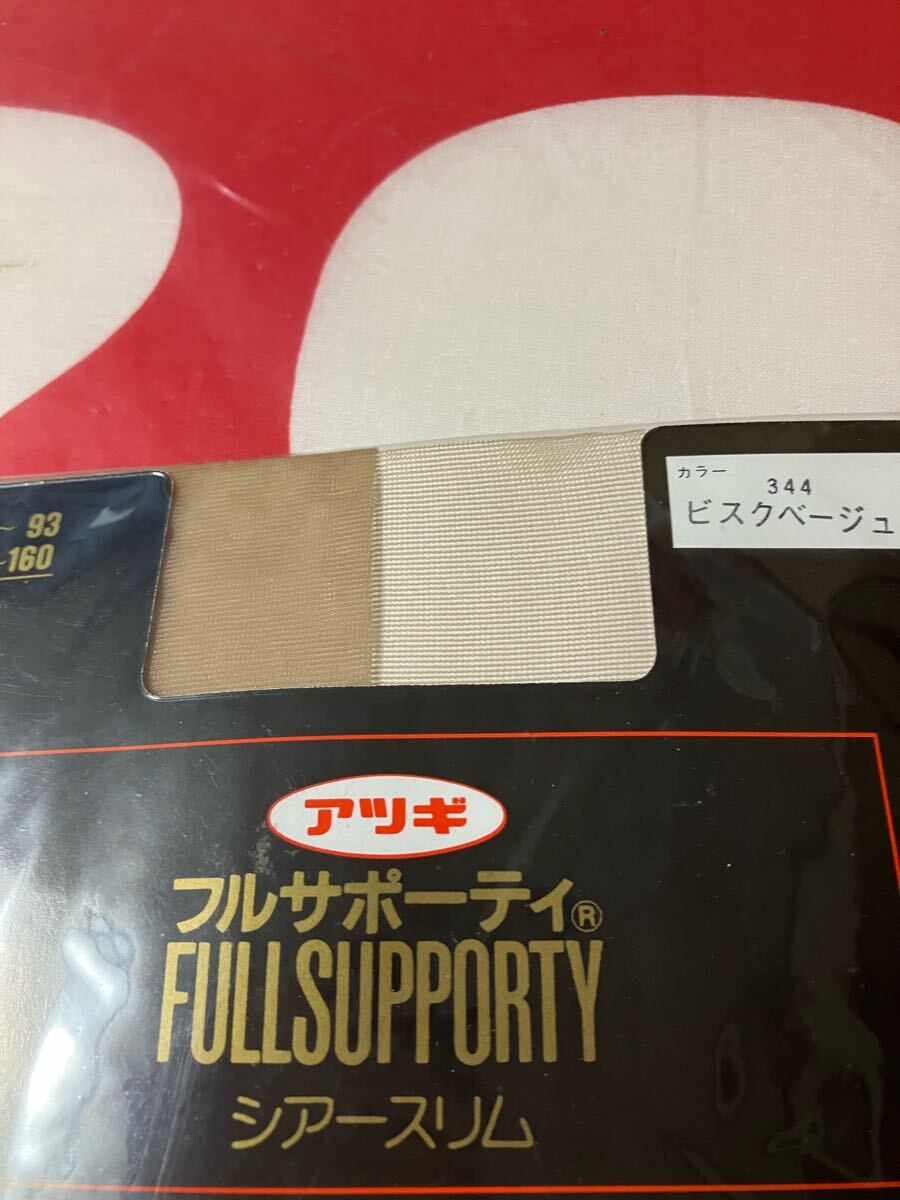 ～ 93
～160
カラー
344
ビスクベージュ
アツギ
フルサポーティ®
FULLSUPPORTY
シアースリム